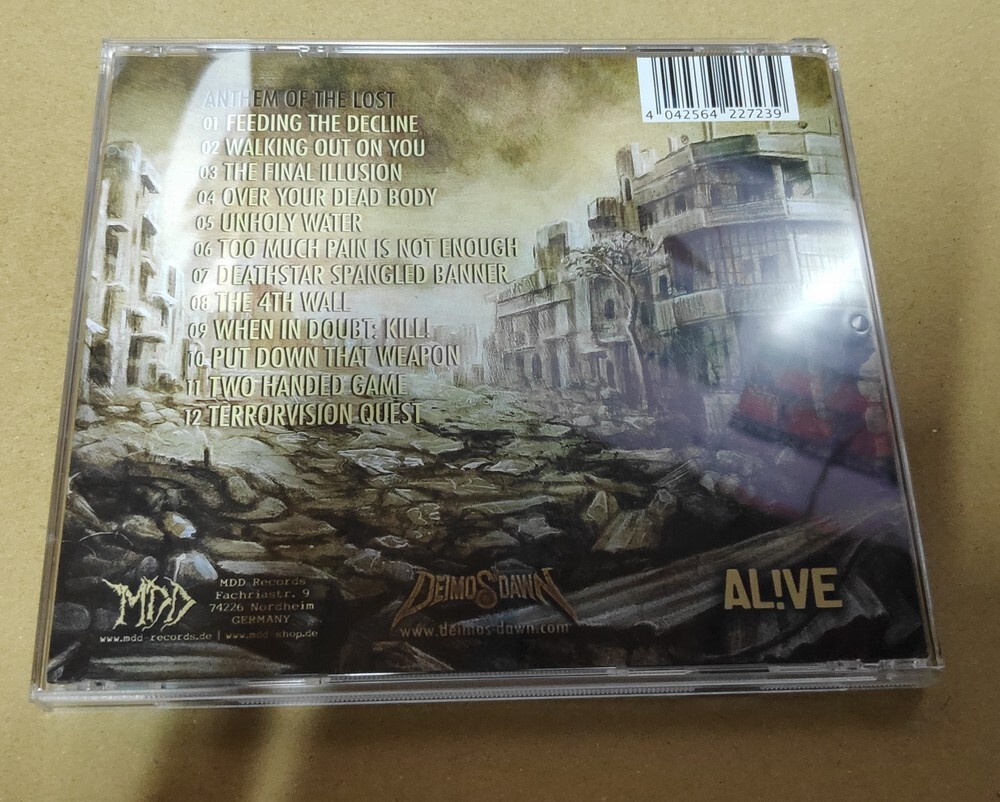 ANTHEM OF THE LOST
01 FEEDING THE DECLINE
02 WALKING OUT ON YOU
03 THE FINAL ILLUSION
04 OVER YOUR DEAD BODY
05 UNHOLY WATER
06 TOO MUCH PAIN IS NOT ENOUGH
07 DEATHSTAR SPANGLED BANNER
08 THE 4TH WALL
09 WHEN IN DOUBT: KILL!
10 PUT DOWN THAT WEAPON
11 TWO HANDED GAME
12 TERRORVISION QUEST
4 042564 227239
MDD
MDD Records
Fachriastr. 9
74226 Nordheim
GERMANY
www.mdd-records.de | www.mdd-shop.de
DEIMOS DAWN
www.deimos-dawn.com
AL!VE